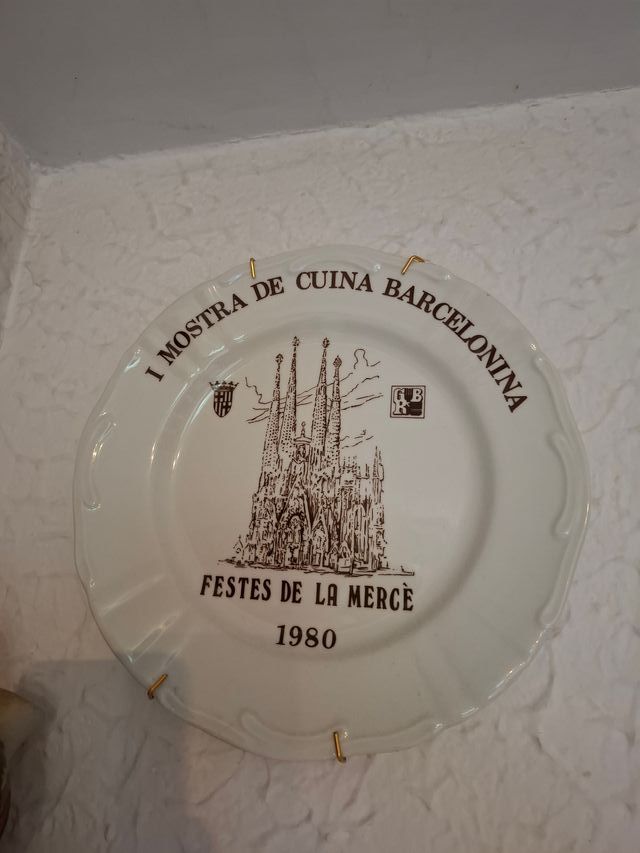 I MOSTRA DE CUINA BARCELONINA
FESTES DE LA MERCÈ
1980